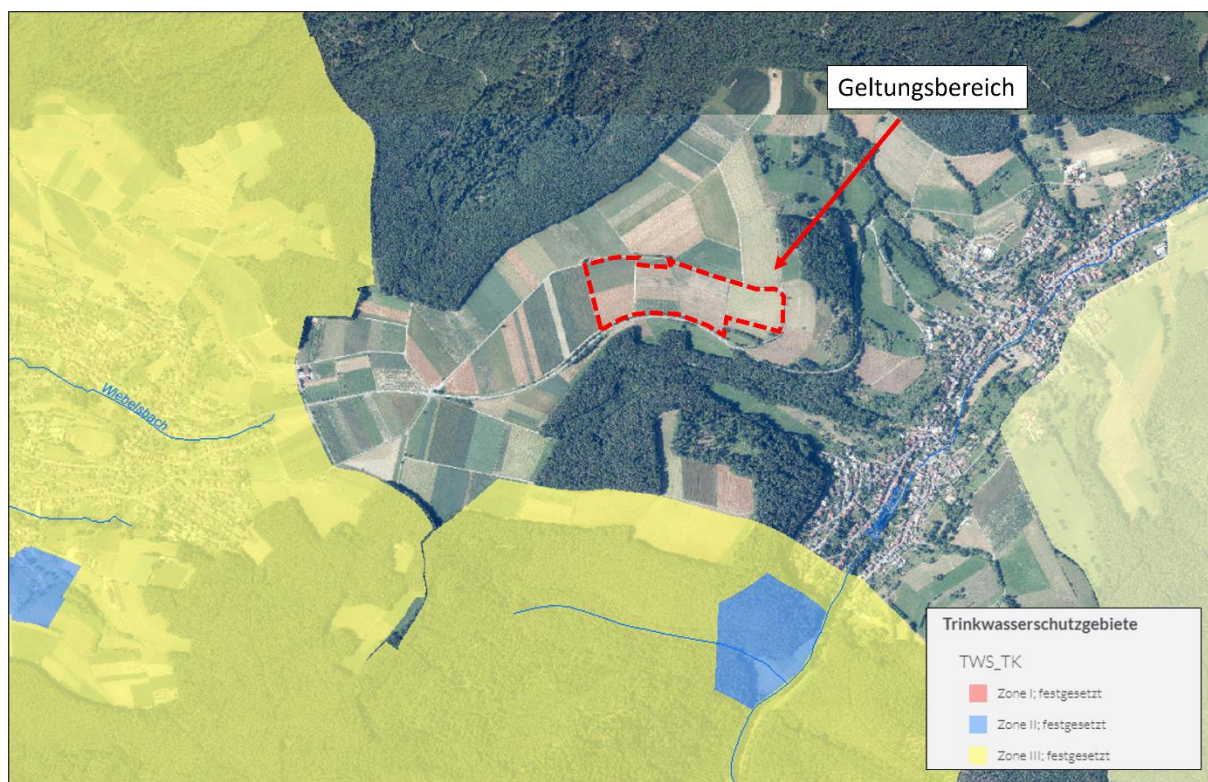 Geltungsbereich
Wiebelsbach
Trinkwasserschutzgebiete
TWS_TK
Zone I; festgesetzt
Zone II; festgesetzt
Zone III; festgesetzt